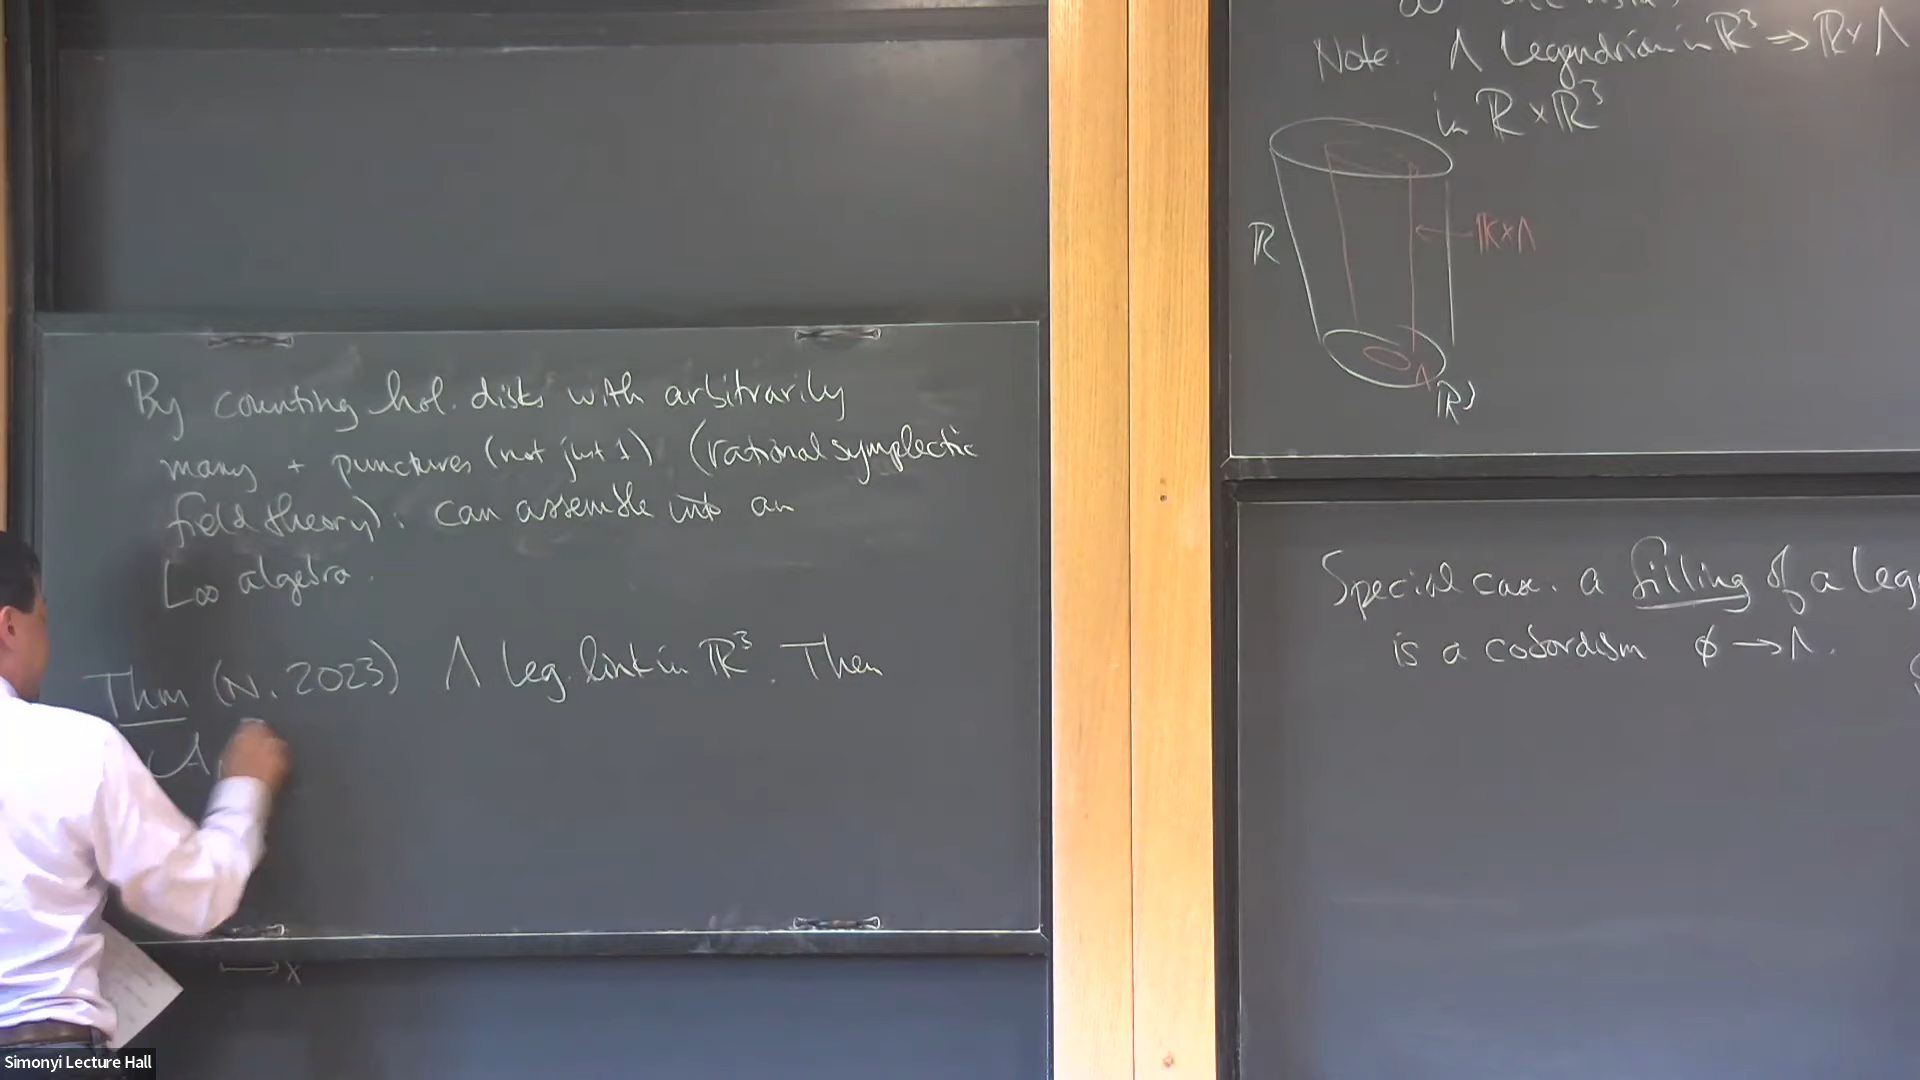 By counting hol. disks with arbitrarily
many + punctures (not just 1) (rational symplectic
field theory): can assemble into an
L∞ algebra.
Thm (N. 2023) Λ Leg. link in ℝ³. Then
A
→ x
Note. Λ Legendrian in ℝ³ ⇒ ℝ×Λ
in ℝ×ℝ³
ℝ
ℝ×Λ
Λ
ℝ³
Special case. a filling of a Leg
is a cobordism ∅ → Λ.
Simonyi Lecture Hall